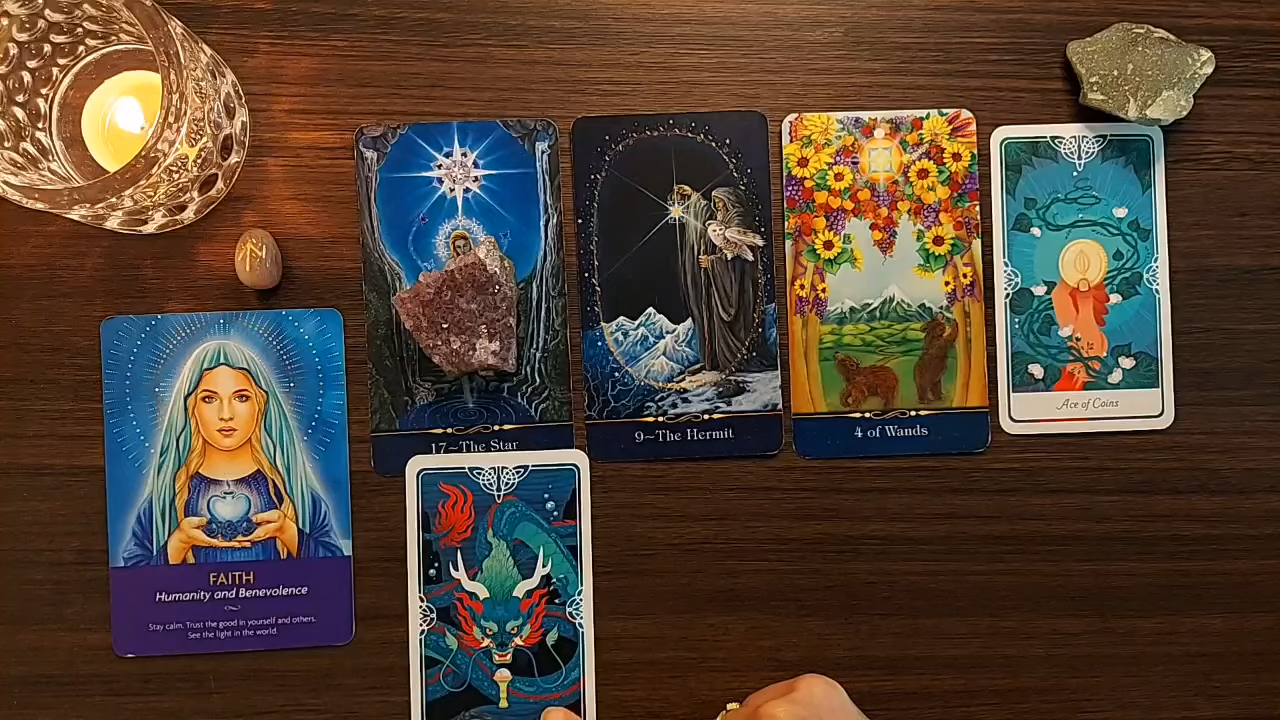 17~The Star
9~The Hermit
4 of Wands
Ace of Coins
FAITH
Humanity and Benevolence
Stay calm. Trust the good in yourself and others.
See the light in the world.